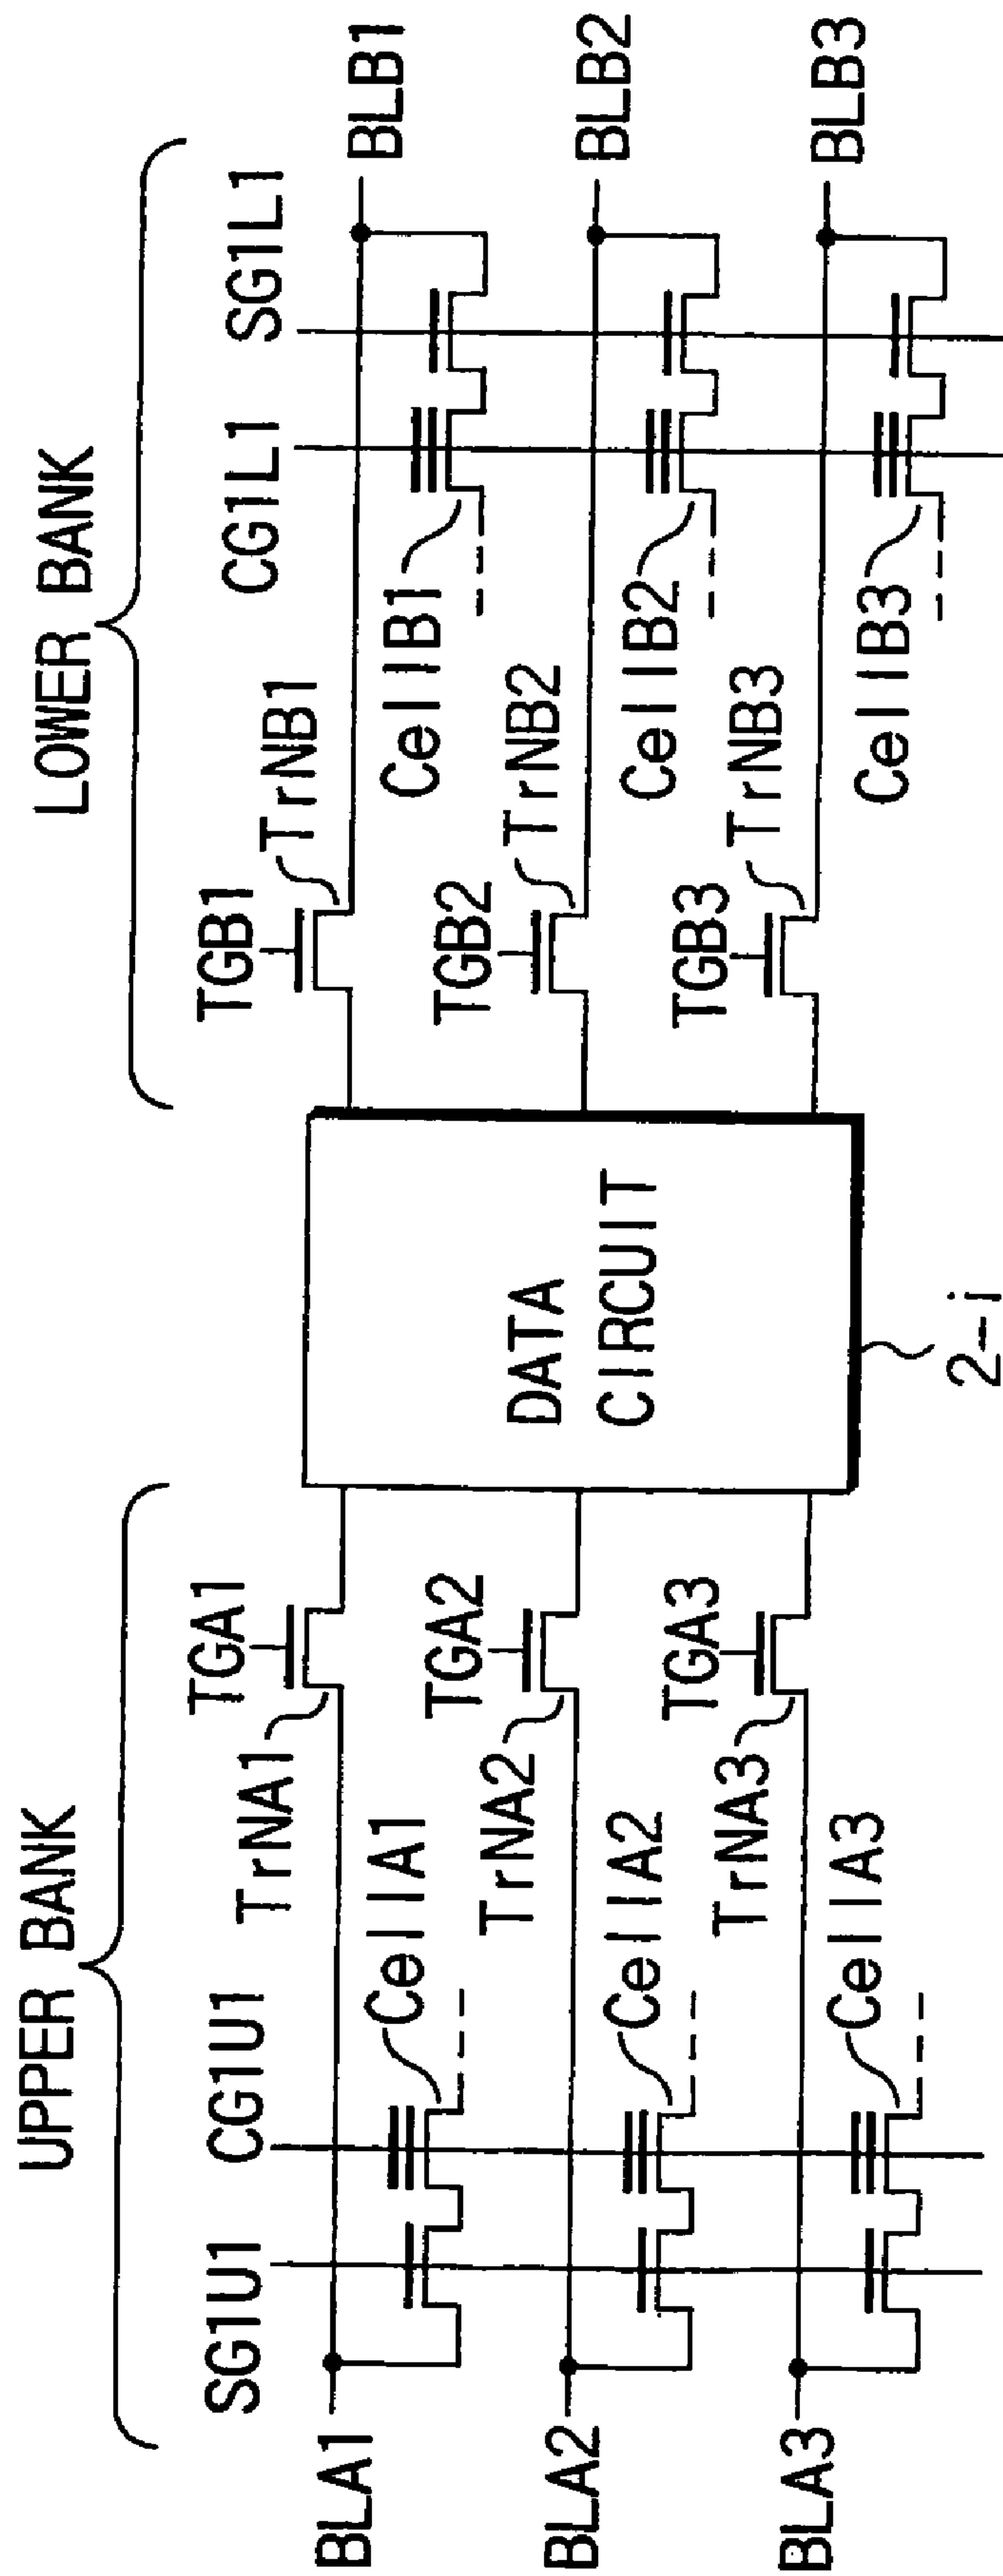 UPPER BANK
LOWER BANK
SG1U1
CG1U1
CG1L1
SG1L1
TGA1
TGB1
BLA1
TrNA1
TrNB1
BLB1
CellA1
CellB1
TGA2
TGB2
BLA2
TrNA2
TrNB2
BLB2
CellA2
CellB2
TGA3
TGB3
BLA3
TrNA3
TrNB3
BLB3
CellA3
CellB3
DATA
CIRCUIT
2-i